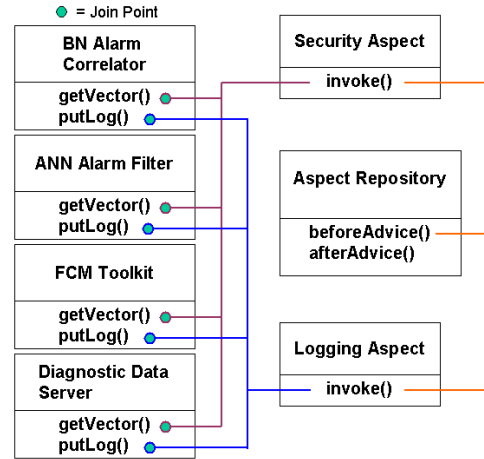 = Join Point
BN Alarm
Correlator
getVector()
putLog()
ANN Alarm Filter
getVector()
putLog()
FCM Toolkit
getVector()
putLog()
Diagnostic Data
Server
getVector()
putLog()
Security Aspect
invoke()
Aspect Repository
beforeAdvice()
afterAdvice()
Logging Aspect
invoke()